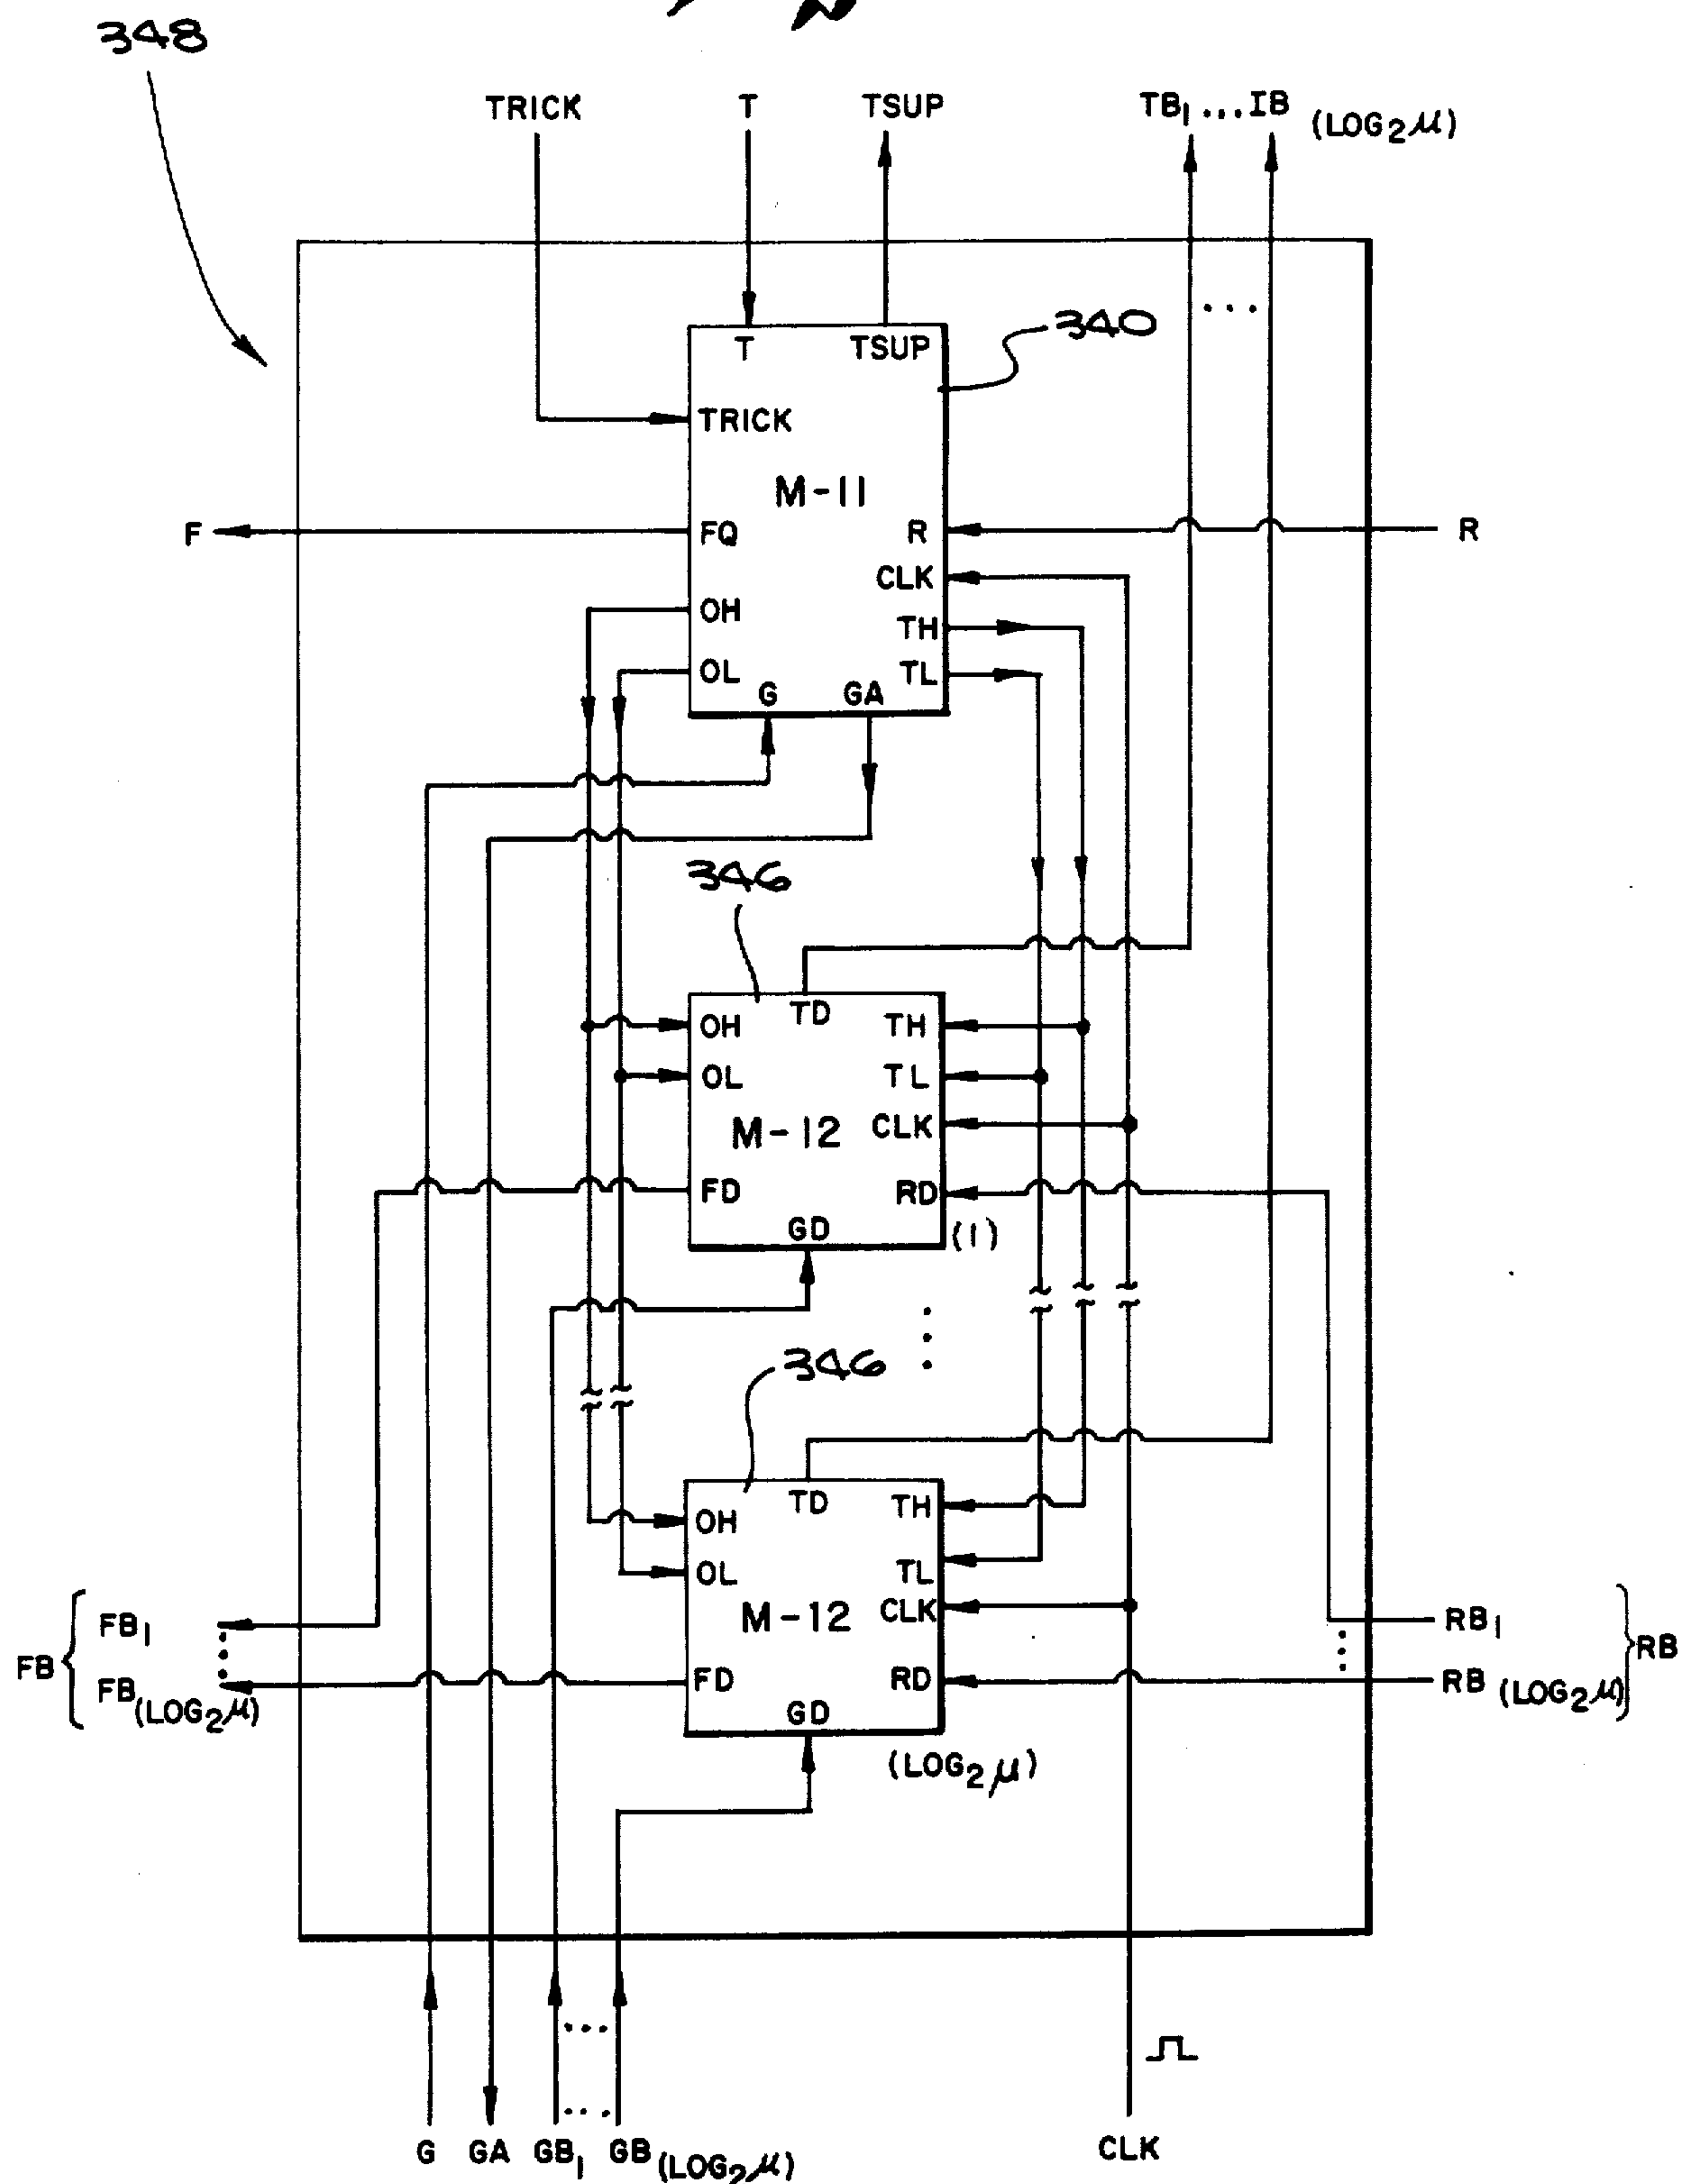 348
TRICK T TSUP TB1 ... IB (LOG2μ)
T TSUP
340
TRICK
M-11
F FQ R R
CLK
OH TH
OL TL
G GA
346
TD
OH TH
OL TL
M-12 CLK
FD RD
GD (1)
346
TD
OH TH
OL TL
M-12 CLK
FB { FB1 RB1 } RB
FB(LOG2μ) FD RD RB (LOG2μ)
GD
(LOG2μ)
G GA GB1 ... GB(LOG2μ) CLK